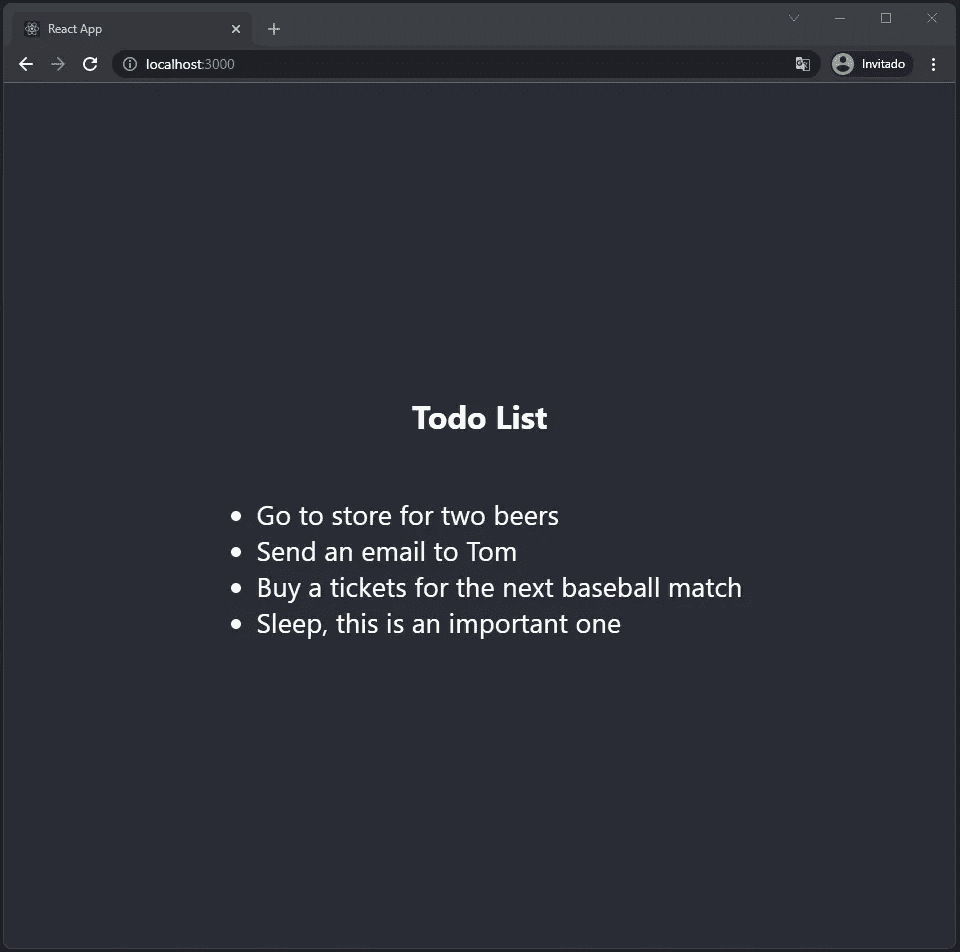 React App
localhost:3000
Invitado
Todo List
Go to store for two beers
Send an email to Tom
Buy a tickets for the next baseball match
Sleep, this is an important one